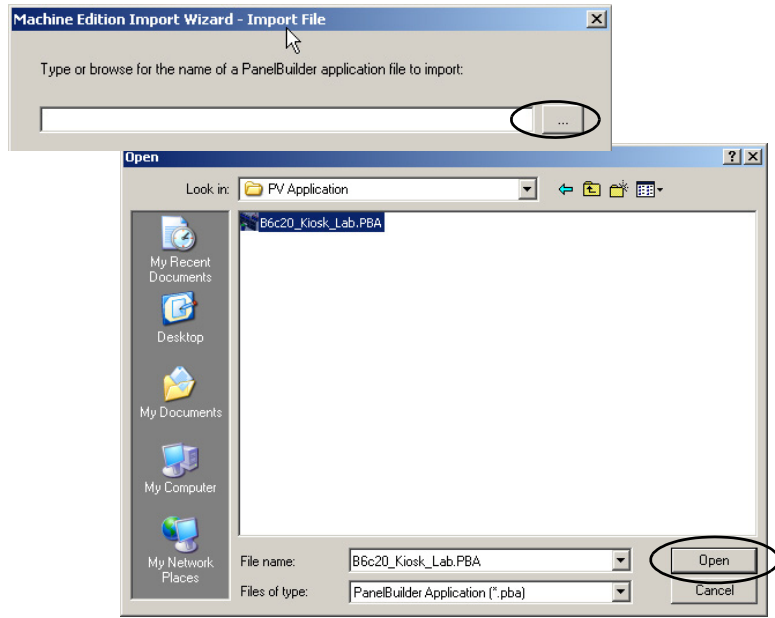 Machine Edition Import Wizard - Import File
Type or browse for the name of a PanelBuilder application file to import:
...
Open
Look in:
PV Application
B6c20_Kiosk_Lab.PBA
My Recent
Documents
Desktop
My Documents
My Computer
My Network
Places
File name:
B6c20_Kiosk_Lab.PBA
Open
Files of type:
PanelBuilder Application (*.pba)
Cancel